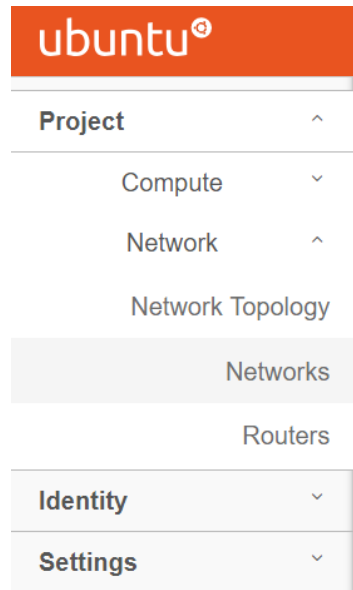 ubuntu
Project
Compute
Network
Network Topology
Networks
Routers
Identity
Settings